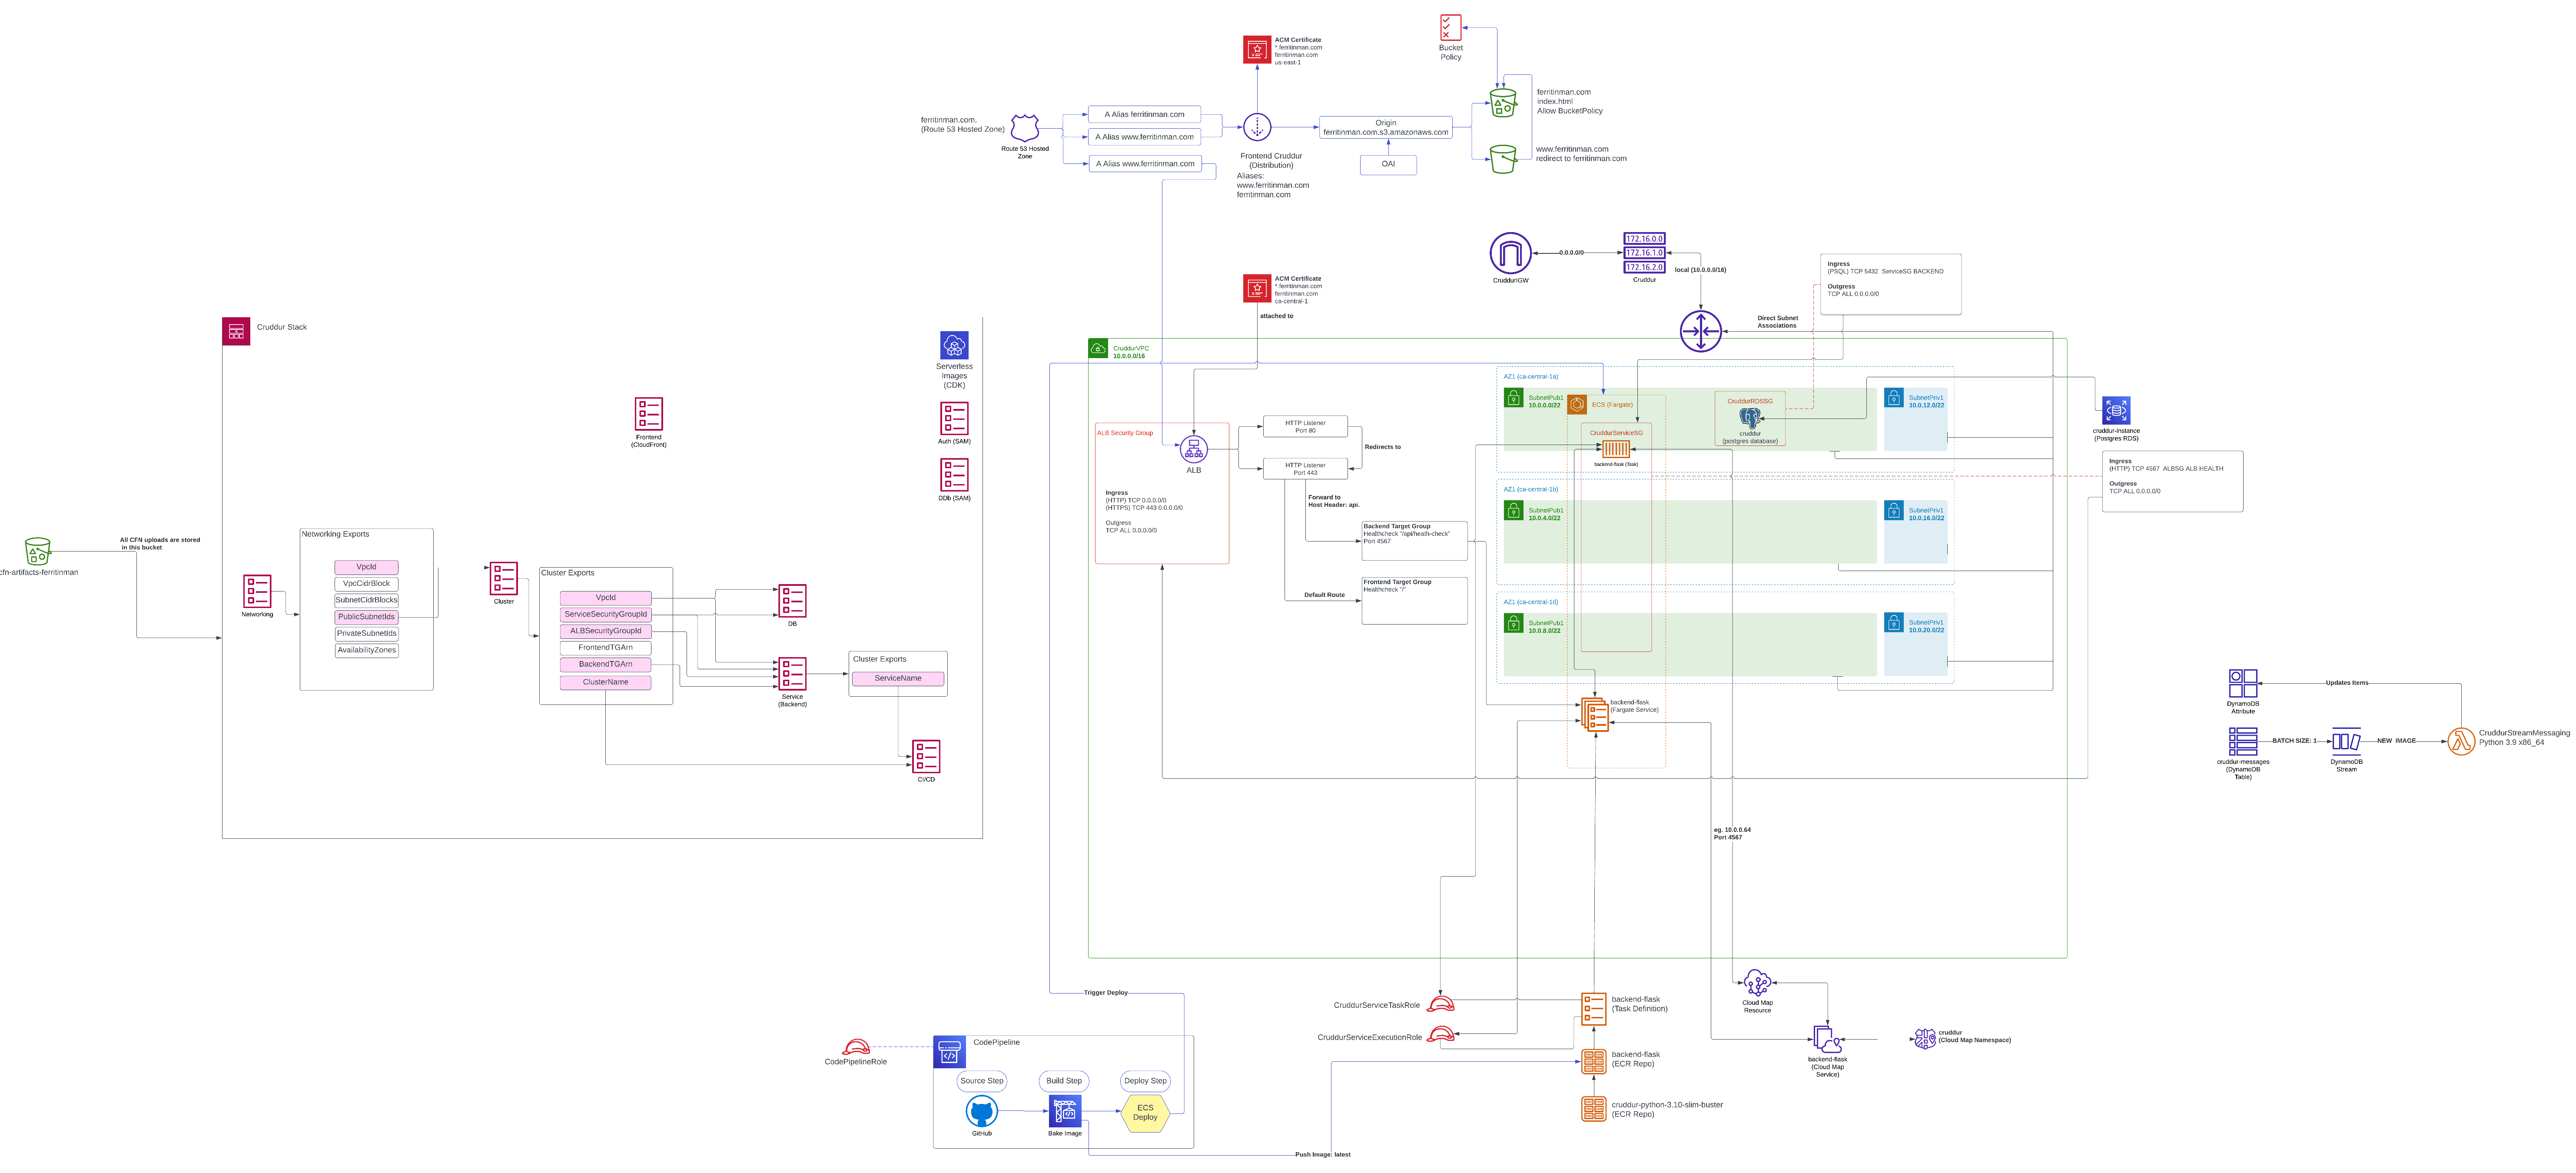 Bucket
Policy
ACM Certificate
*.ferritinman.com
ferritinman.com
us-east-1
ferritinman.com
index.html
Allow BucketPolicy
ferritinman.com.
(Route 53 Hosted Zone)
Route 53 Hosted
Zone
A Alias ferritinman.com
A Alias www.ferritinman.com
A Alias www.ferritinman.com
Frontend Cruddur
(Distribution)
Aliases:
www.ferritinman.com
ferritinman.com
Origin
ferritinman.com.s3.amazonaws.com
OAI
www.ferritinman.com
redirect to ferritinman.com
CruddurIGW
0.0.0.0/0
172.16.0.0
172.16.1.0
172.16.2.0
Cruddur
local (10.0.0.0/16)
Ingress
(PSQL) TCP 5432 ServiceSG BACKEND
Outgress
TCP ALL 0.0.0.0/0
ACM Certificate
*.ferritinman.com
ferritinman.com
ca-central-1
attached to
Direct Subnet
Associations
Cruddur Stack
Serverless
Images
(CDK)
Frontend
(CloudFront)
Auth (SAM)
DDb (SAM)
cfn-artifacts-ferritinman
All CFN uploads are stored
in this bucket
Networking
Networking Exports
VpcId
VpcCidrBlock
SubnetCidrBlocks
PublicSubnetIds
PrivateSubnetIds
AvailabilityZones
Cluster
Cluster Exports
VpcId
ServiceSecurityGroupId
ALBSecurityGroupId
FrontendTGArn
BackendTGArn
ClusterName
DB
Service
(Backend)
Cluster Exports
ServiceName
CI/CD
CruddurVPC
10.0.0.0/16
ALB Security Group
ALB
Ingress
(HTTP) TCP 0.0.0.0/0
(HTTPS) TCP 443 0.0.0.0/0
Outgress
TCP ALL 0.0.0.0/0
HTTP Listener
Port 80
HTTP Listener
Port 443
Redirects to
Forward to
Host Header: api.
Default Route
Backend Target Group
Healthcheck "/api/heath-check"
Port 4567
Frontend Target Group
Healthcheck "/"
AZ1 (ca-central-1a)
SubnetPub1
10.0.0.0/22
ECS (Fargate)
CruddurServiceSG
backend-flask (Task)
CruddurRDSSG
cruddur
(postgres database)
SubnetPriv1
10.0.12.0/22
AZ1 (ca-central-1b)
SubnetPub1
10.0.4.0/22
SubnetPriv1
10.0.16.0/22
AZ1 (ca-central-1d)
SubnetPub1
10.0.8.0/22
SubnetPriv1
10.0.20.0/22
backend-flask
(Fargate Service)
cruddur-instance
(Postgres RDS)
Ingress
(HTTP) TCP 4567 ALBSG ALB HEALTH
Outgress
TCP ALL 0.0.0.0/0
DynamoDB
Attribute
Updates Items
cruddur-messages
(DynamoDB
Table)
BATCH SIZE: 1
DynamoDB
Stream
NEW IMAGE
CruddurStreamMessaging
Python 3.9 x86_64
eg. 10.0.0.64
Port 4567
Trigger Deploy
CodePipelineRole
CodePipeline
Source Step
Build Step
Deploy Step
GitHub
Bake Image
ECS
Deploy
Push Image: latest
CruddurServiceTaskRole
CruddurServiceExecutionRole
backend-flask
(Task Definition)
backend-flask
(ECR Repo)
cruddur-python-3.10-slim-buster
(ECR Repo)
Cloud Map
Resource
backend-flask
(Cloud Map
Service)
cruddur
(Cloud Map Namespace)